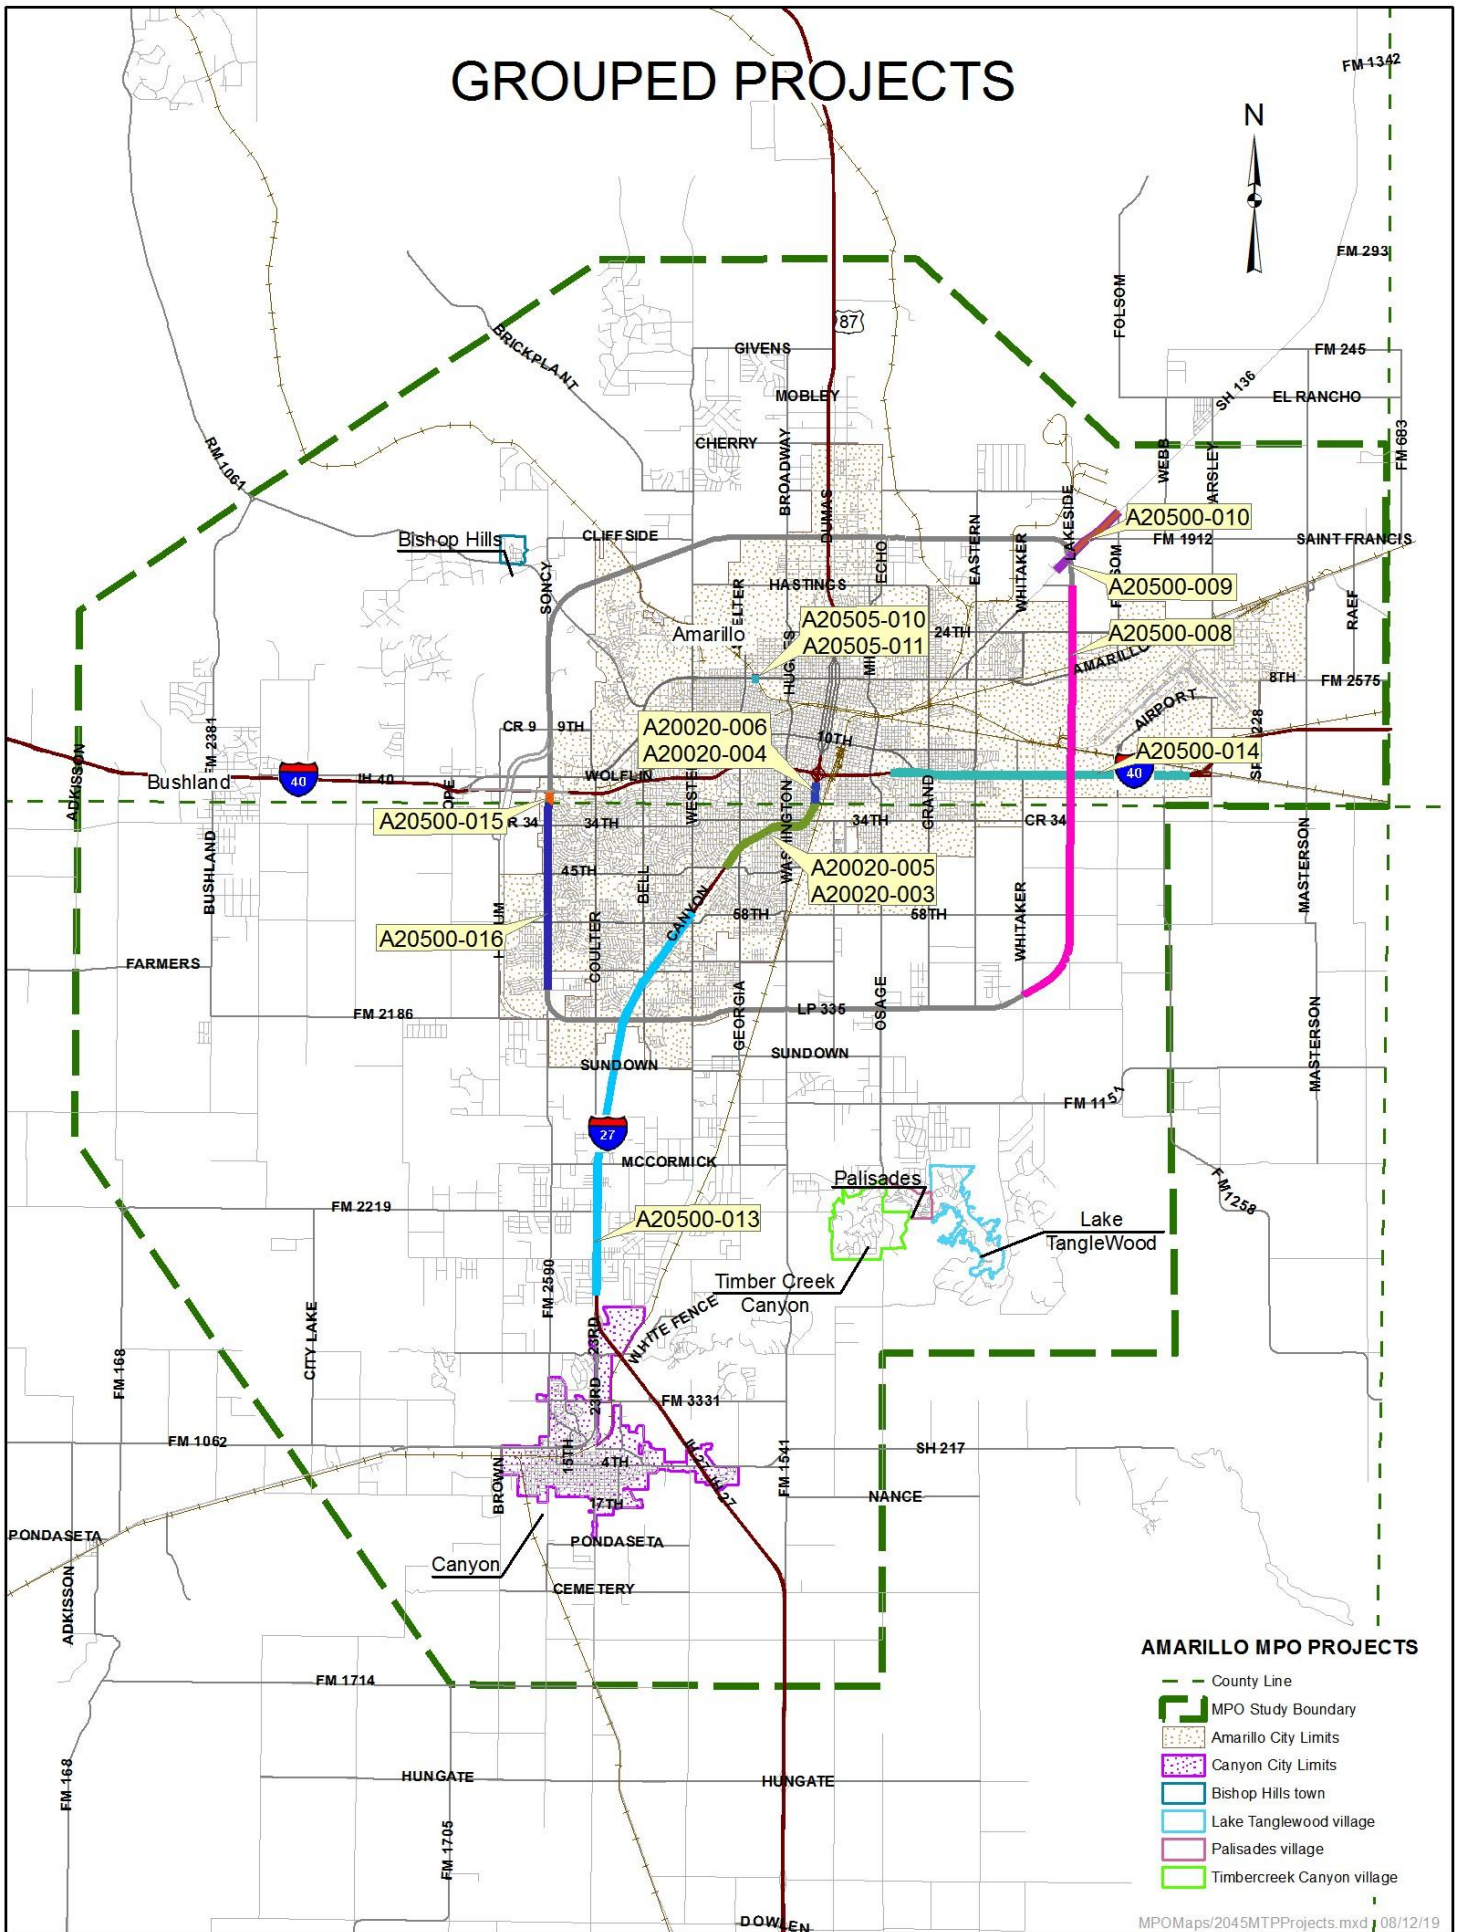 GROUPED PROJECTS
FM 1342
N
FM 293
FOLSOM
87
GIVENS
FM 245
BRICKPLANT
SH 136
EL RANCHO
MOBLEY
CHERRY
BROADWAY
RM 1061
WEBB
ARSLEY
FM 683
DUMAS
LAKESIDE
A20500-010
Bishop Hills
CLIFFSIDE
ECHO
EASTERN
WHITAKER
FM 1912
SAINT FRANCIS
SONCY
HASTINGS
A20500-009
RAEF
A20505-010
A20505-011
Amarillo
24TH
A20500-008
AMARILLO
8TH
FM 2575
CR 9
9TH
A20020-006
A20020-004
10TH
AIRPORT
228
FM 2381
ADKISSON
Bushland
40
IH 40
WOLFLIN
A20500-014
40
WASHINGTON
GRAND
A20500-015
R 34
34TH
34TH
CR 34
MASTERSON
BUSHLAND
45TH
BELL
A20020-005
A20020-003
CANYON
58TH
58TH
WHITAKER
A20500-016
COULTER
FARMERS
FM 2186
GEORGIA
LP 335
OSAGE
MASTERSON
SUNDOWN
SUNDOWN
FM 1151
27
MCCORMICK
Palisades
FM 2219
A20500-013
FM 1258
Lake
TangleWood
Timber Creek
Canyon
FM 2590
CITY LAKE
23RD
WHITE FENCE
FM 168
23RD
FM 3331
FM 1062
IH 27
IH 27
FM 1541
SH 217
15TH
4TH
BROWN
17TH
NANCE
PONDASETA
PONDASETA
Canyon
CEMETERY
ADKISSON
FM 1714
FM 168
HUNGATE
HUNGATE
FM 1705
DOWLEN
AMARILLO MPO PROJECTS
County Line
MPO Study Boundary
Amarillo City Limits
Canyon City Limits
Bishop Hills town
Lake Tanglewood village
Palisades village
Timbercreek Canyon village
MPOMaps/2045MTPProjects.mxd 08/12/19